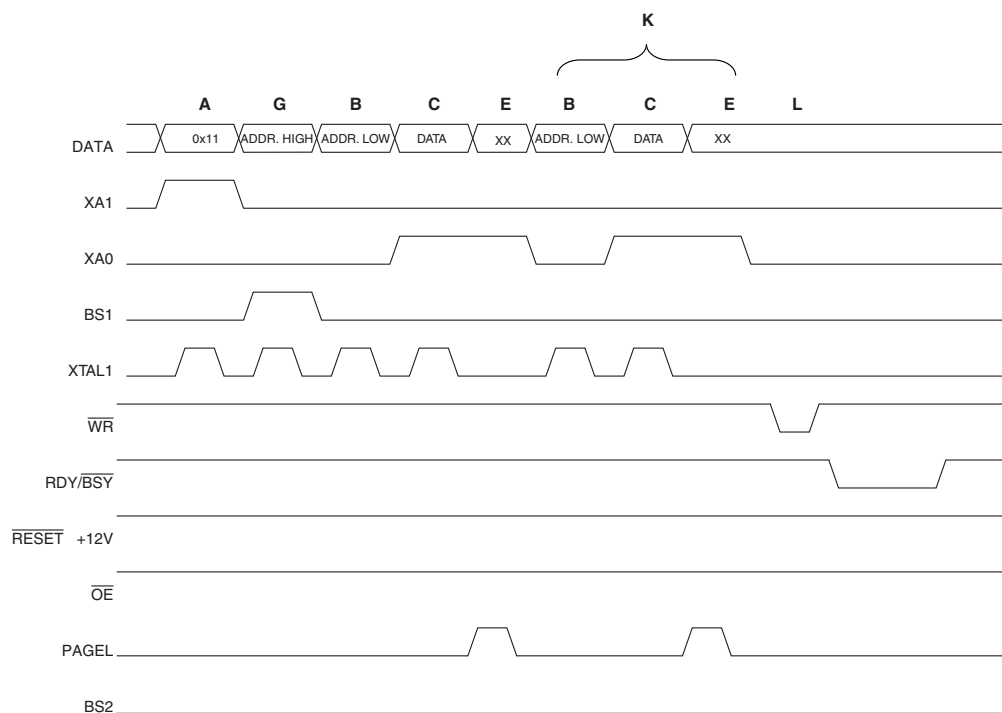 K
A G B C E B C E L
DATA 0x11 ADDR. HIGH ADDR. LOW DATA XX ADDR. LOW DATA XX
XA1
XA0
BS1
XTAL1
WR
RDY/BSY
RESET +12V
OE
PAGEL
BS2